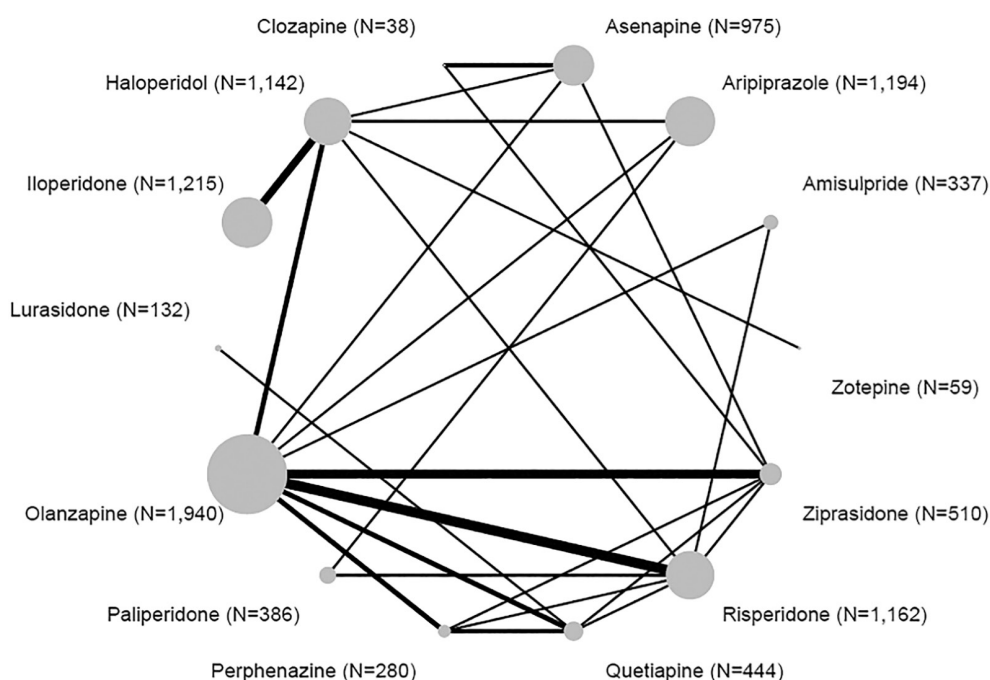 Clozapine (N=38)
Asenapine (N=975)
Haloperidol (N=1,142)
Aripiprazole (N=1,194)
Iloperidone (N=1,215)
Amisulpride (N=337)
Lurasidone (N=132)
Zotepine (N=59)
Olanzapine (N=1,940)
Ziprasidone (N=510)
Paliperidone (N=386)
Risperidone (N=1,162)
Perphenazine (N=280)
Quetiapine (N=444)